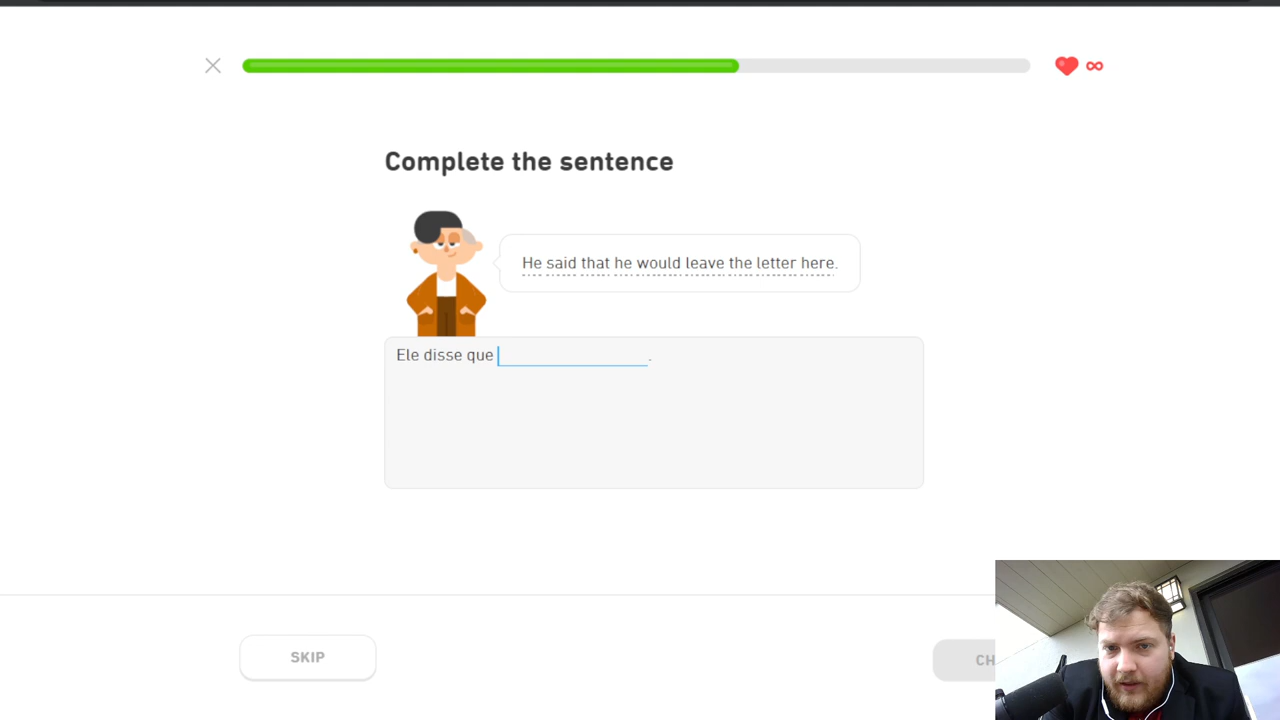 ∞
Complete the sentence
He said that he would leave the letter here.
Ele disse que .
SKIP
CH